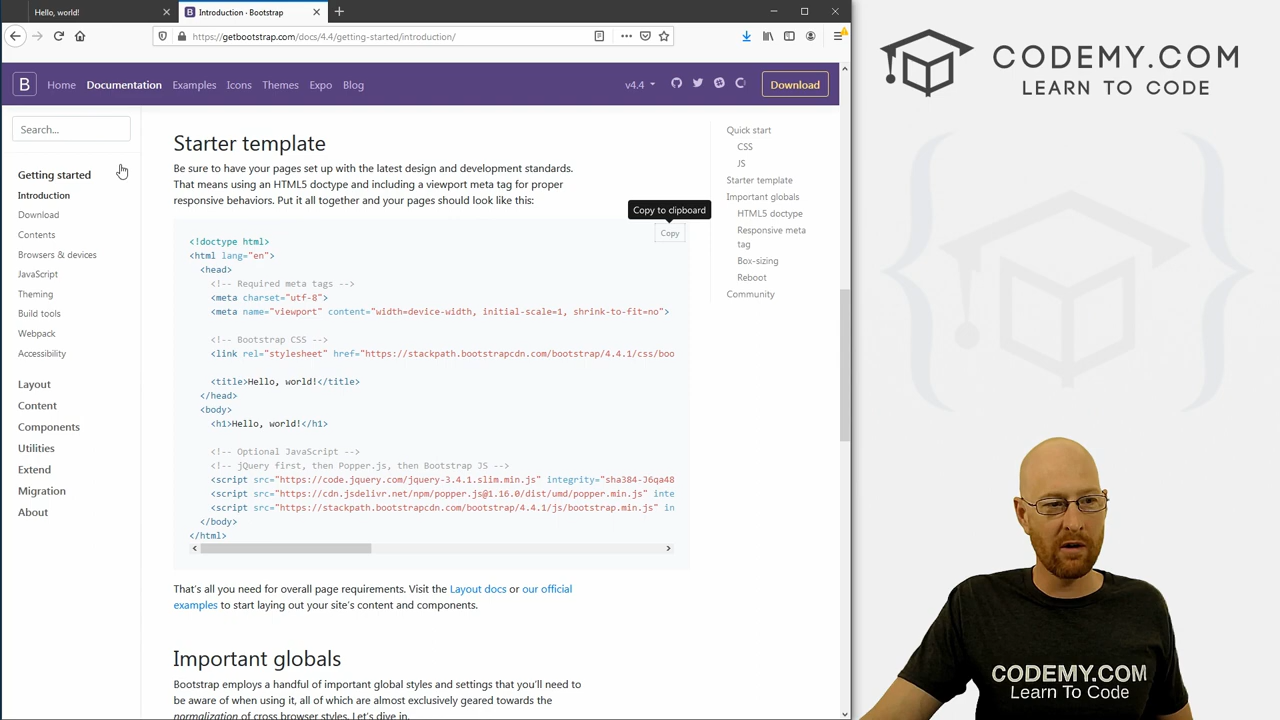 Hello, world!
Introduction · Bootstrap
https://getbootstrap.com/docs/4.4/getting-started/introduction/
B Home Documentation Examples Icons Themes Expo Blog v4.4 Download
Search...
Getting started
Introduction
Download
Contents
Browsers & devices
JavaScript
Theming
Build tools
Webpack
Accessibility
Layout
Content
Components
Utilities
Extend
Migration
About
Starter template
Be sure to have your pages set up with the latest design and development standards.
That means using an HTML5 doctype and including a viewport meta tag for proper
responsive behaviors. Put it all together and your pages should look like this:
Copy to clipboard
Copy
<!doctype html>
<html lang="en">
<head>
<!-- Required meta tags -->
<meta charset="utf-8">
<meta name="viewport" content="width=device-width, initial-scale=1, shrink-to-fit=no">
<!-- Bootstrap CSS -->
<link rel="stylesheet" href="https://stackpath.bootstrapcdn.com/bootstrap/4.4.1/css/boo
<title>Hello, world!</title>
</head>
<body>
<h1>Hello, world!</h1>
<!-- Optional JavaScript -->
<!-- jQuery first, then Popper.js, then Bootstrap JS -->
<script src="https://code.jquery.com/jquery-3.4.1.slim.min.js" integrity="sha384-J6qa48
<script src="https://cdn.jsdelivr.net/npm/popper.js@1.16.0/dist/umd/popper.min.js" inte
<script src="https://stackpath.bootstrapcdn.com/bootstrap/4.4.1/js/bootstrap.min.js" in
</body>
</html>
That's all you need for overall page requirements. Visit the Layout docs or our official
examples to start laying out your site's content and components.
Important globals
Bootstrap employs a handful of important global styles and settings that you'll need to
be aware of when using it, all of which are almost exclusively geared towards the
normalization of cross browser styles. Let's dive in.
Quick start
CSS
JS
Starter template
Important globals
HTML5 doctype
Responsive meta
tag
Box-sizing
Reboot
Community
CODEMY.COM
LEARN TO CODE
CODEMY.COM
Learn To Code